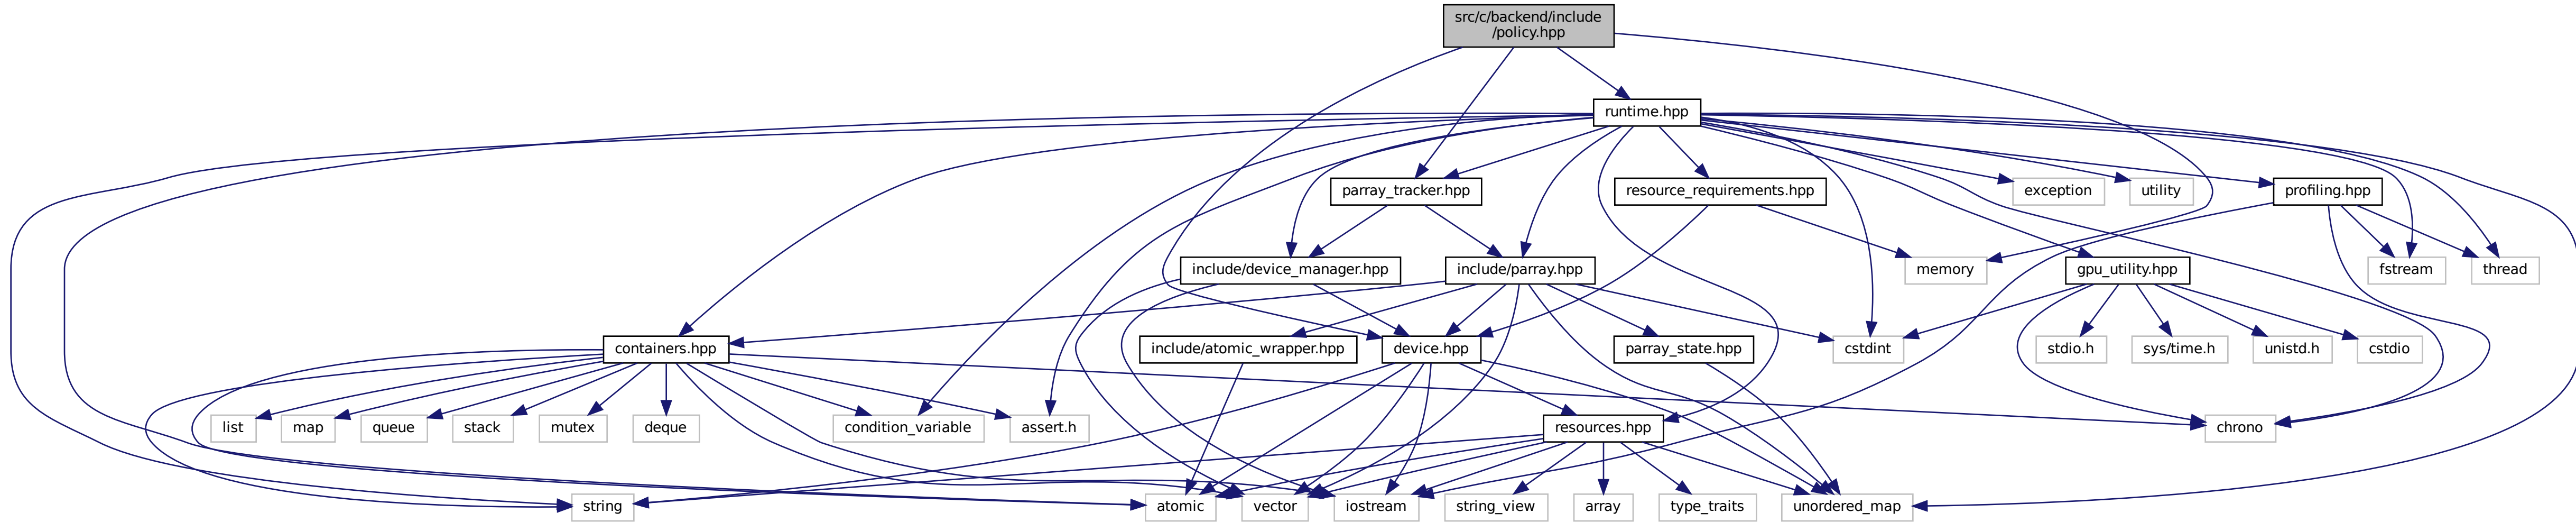 src/c/backend/include
/policy.hpp
runtime.hpp
parray_tracker.hpp
resource_requirements.hpp
exception
utility
profiling.hpp
include/device_manager.hpp
include/parray.hpp
memory
gpu_utility.hpp
fstream
thread
containers.hpp
include/atomic_wrapper.hpp
device.hpp
parray_state.hpp
cstdint
stdio.h
sys/time.h
unistd.h
cstdio
list
map
queue
stack
mutex
deque
condition_variable
assert.h
resources.hpp
chrono
string
atomic
vector
iostream
string_view
array
type_traits
unordered_map